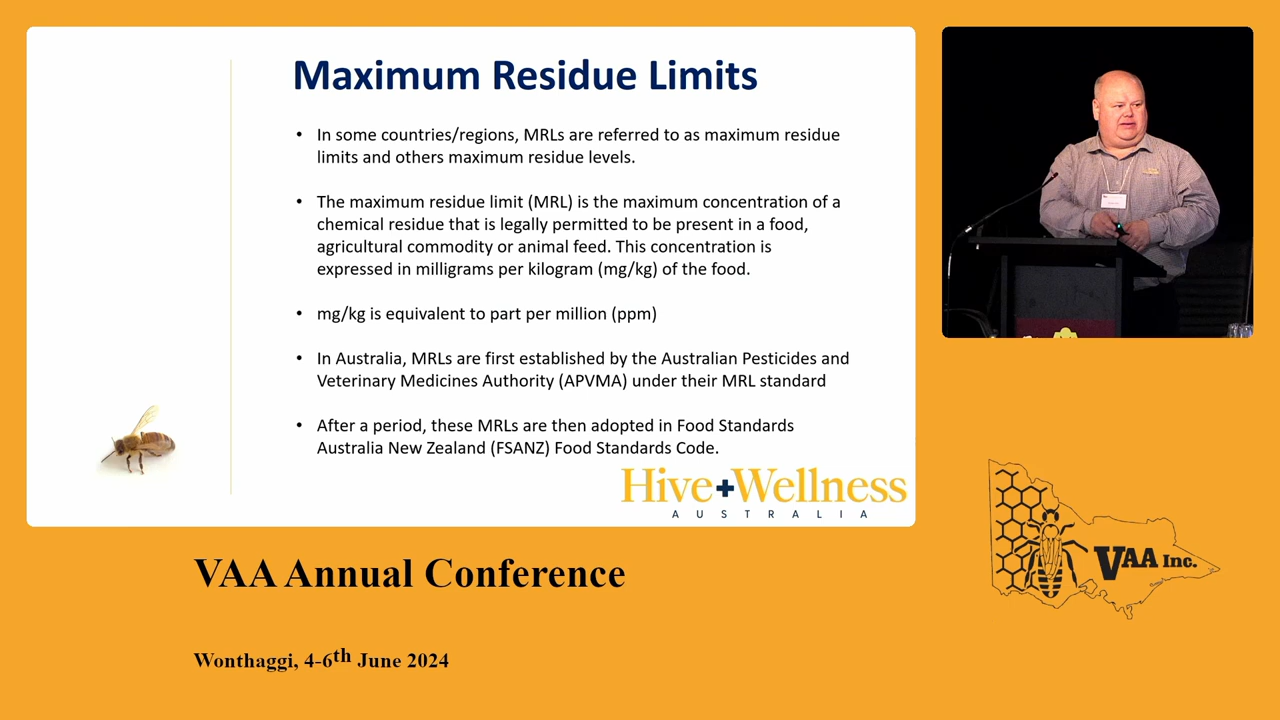 Maximum Residue Limits
• In some countries/regions, MRLs are referred to as maximum residue
limits and others maximum residue levels.
• The maximum residue limit (MRL) is the maximum concentration of a
chemical residue that is legally permitted to be present in a food,
agricultural commodity or animal feed. This concentration is
expressed in milligrams per kilogram (mg/kg) of the food.
• mg/kg is equivalent to part per million (ppm)
• In Australia, MRLs are first established by the Australian Pesticides and
Veterinary Medicines Authority (APVMA) under their MRL standard
• After a period, these MRLs are then adopted in Food Standards
Australia New Zealand (FSANZ) Food Standards Code.
Hive+Wellness
AUSTRALIA
VAA Annual Conference
Wonthaggi, 4-6th June 2024
VAA Inc.